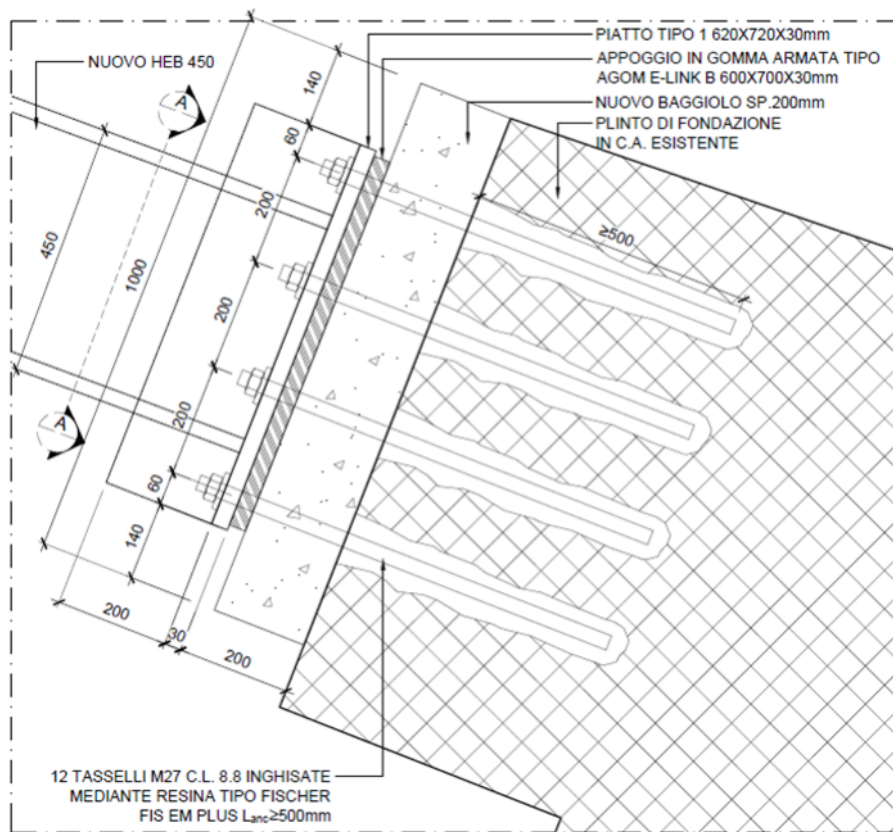 PIATTO TIPO 1 620X720X30mm
NUOVO HEB 450
APPOGGIO IN GOMMA ARMATA TIPO
AGOM E-LINK B 600X700X30mm
NUOVO BAGGIOLO SP.200mm
PLINTO DI FONDAZIONE
IN C.A. ESISTENTE
140
A
60
200
≥500
450
1000
200
200
A
60
140
200
30
200
12 TASSELLI M27 C.L. 8.8 INGHISATE
MEDIANTE RESINA TIPO FISCHER
FIS EM PLUS Lanc≥500mm